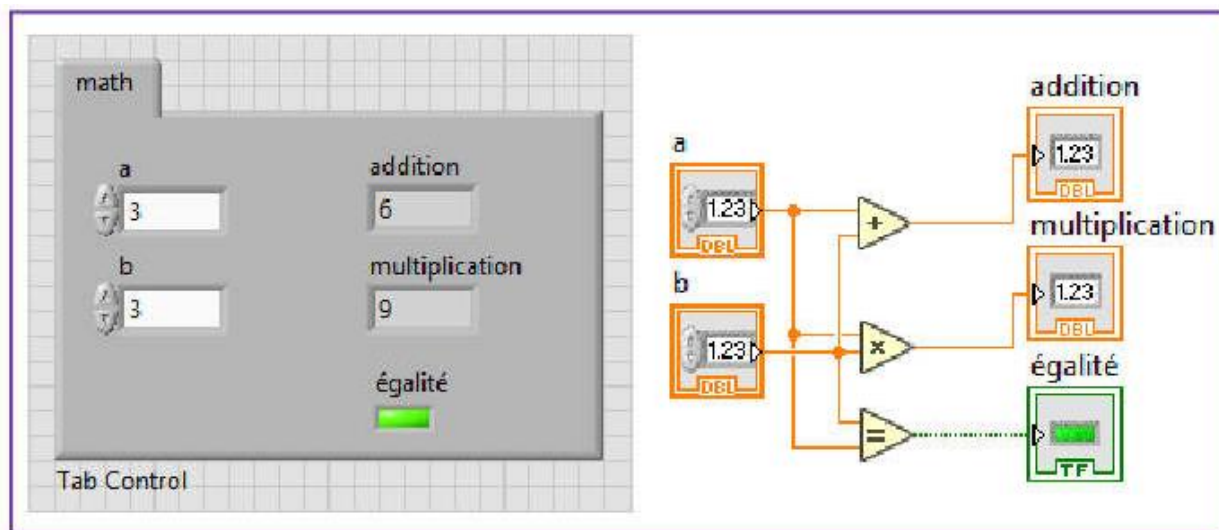 math
a
3
b
3
addition
6
multiplication
9
égalité
Tab Control
a
1.23
DBL
b
1.23
DBL
+
×
=
addition
1.23
DBL
multiplication
1.23
DBL
égalité
TF